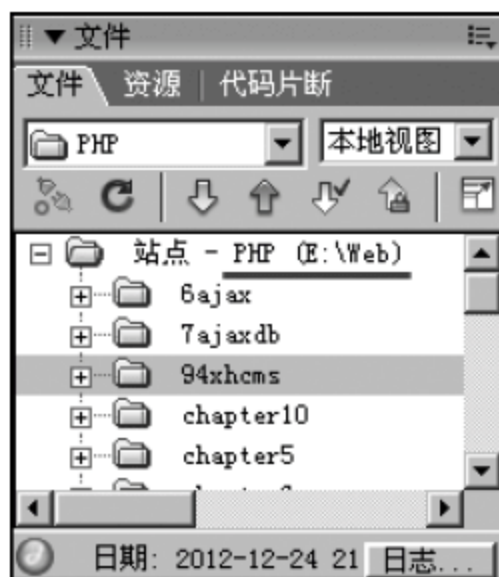 ▼文件
文件 资源 代码片断
PHP 本地视图
站点 - PHP (E:\Web)
6ajax
7ajaxdb
94xhcms
chapter10
chapter5
日期: 2012-12-24 21 日志...